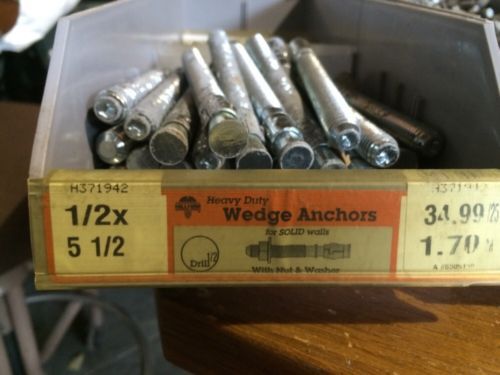 H371942
1/2x
5 1/2
Heavy Duty
Wedge Anchors
for SOLID walls
Drill 1/2
With Nut & Washer
H371942
34.99/25
1.70